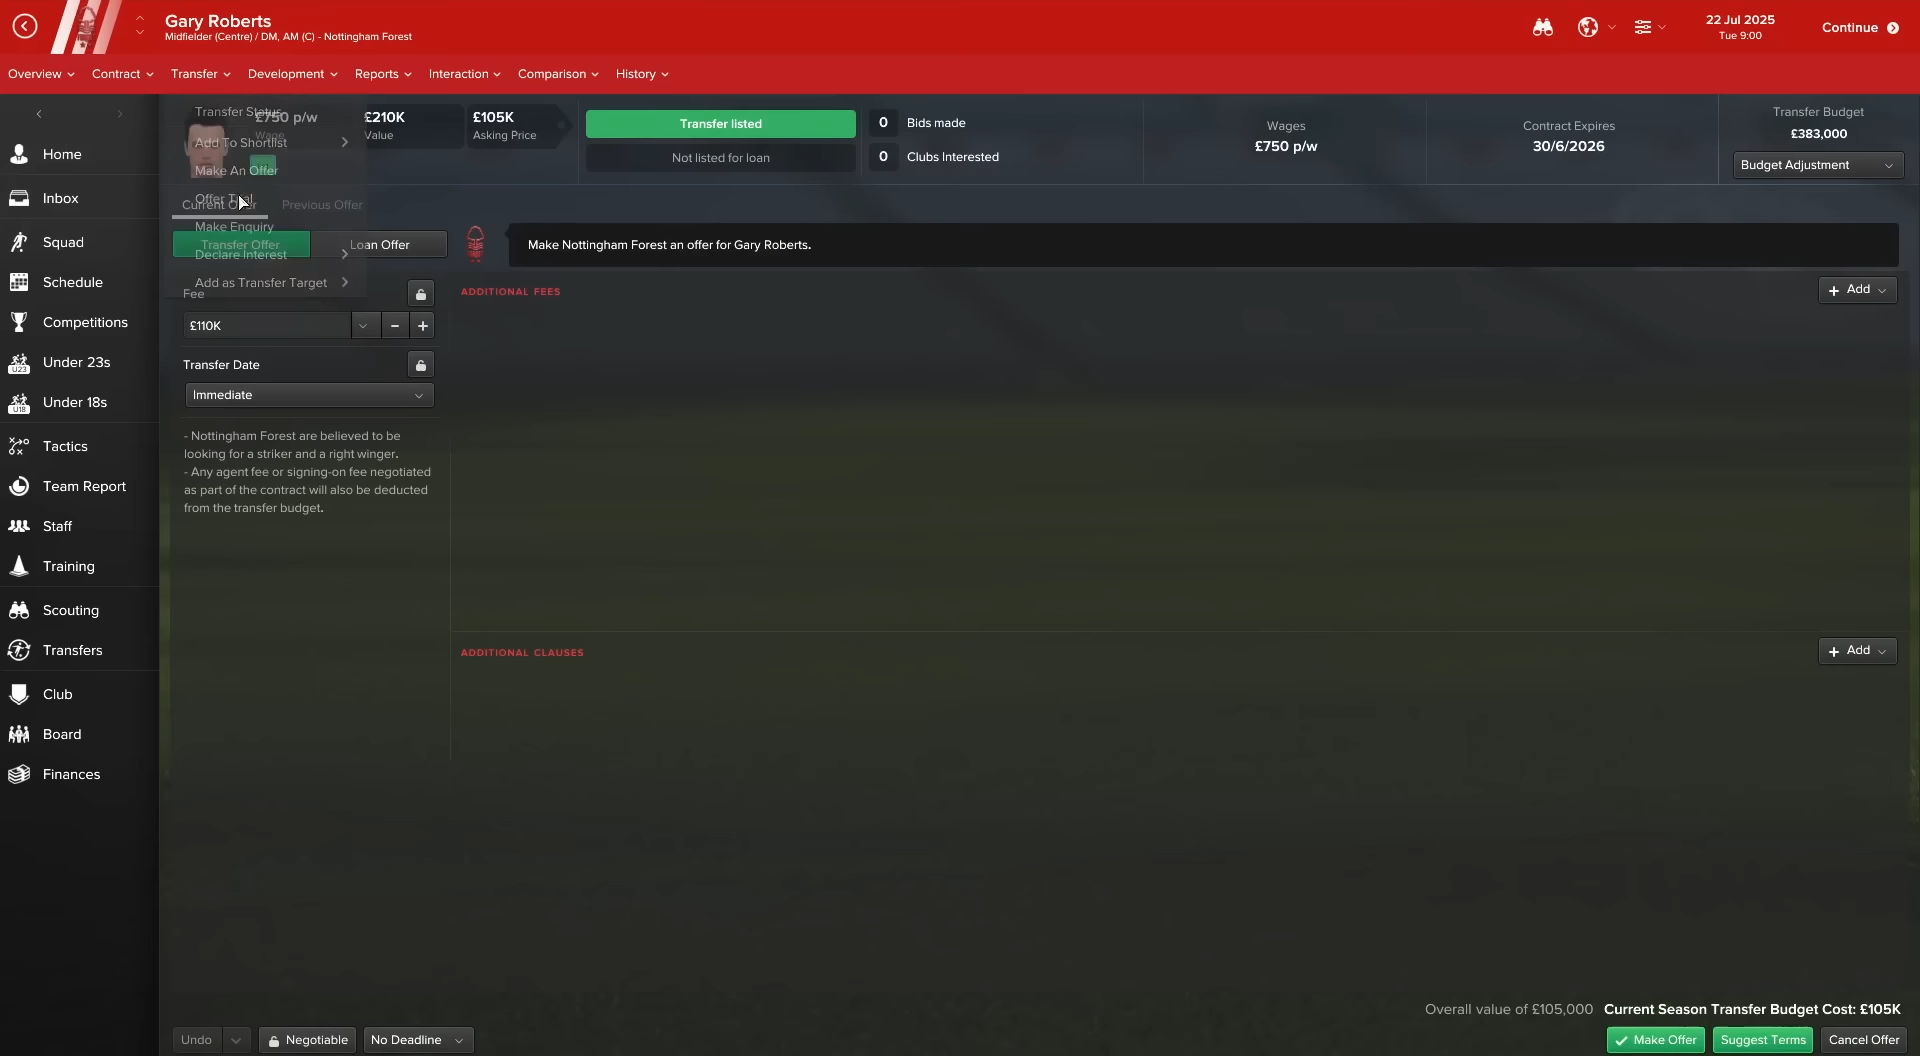 Gary Roberts
Midfielder (Centre) / DM, AM (C) - Nottingham Forest
22 Jul 2025
Tue 9:00
Continue
Overview
Contract
Transfer
Development
Reports
Interaction
Comparison
History
Transfer Status
Add To Shortlist
Make An Offer
Offer Trial
Make Enquiry
Declare Interest
Add as Transfer Target
£750 p/w
Wage
£210K
Value
£105K
Asking Price
Transfer listed
Not listed for loan
0 Bids made
0 Clubs Interested
Wages
£750 p/w
Contract Expires
30/6/2026
Transfer Budget
£383,000
Budget Adjustment
Home
Inbox
Squad
Schedule
Competitions
U23 Under 23s
U18 Under 18s
Tactics
Team Report
Staff
Training
Scouting
Transfers
Club
Board
Finances
Current Offer
Previous Offer
Transfer Offer
Loan Offer
Make Nottingham Forest an offer for Gary Roberts.
Fee
£110K
Transfer Date
Immediate
- Nottingham Forest are believed to be
looking for a striker and a right winger.
- Any agent fee or signing-on fee negotiated
as part of the contract will also be deducted
from the transfer budget.
ADDITIONAL FEES
+ Add
ADDITIONAL CLAUSES
+ Add
Overall value of £105,000
Current Season Transfer Budget Cost: £105K
Undo
Negotiable
No Deadline
Make Offer
Suggest Terms
Cancel Offer